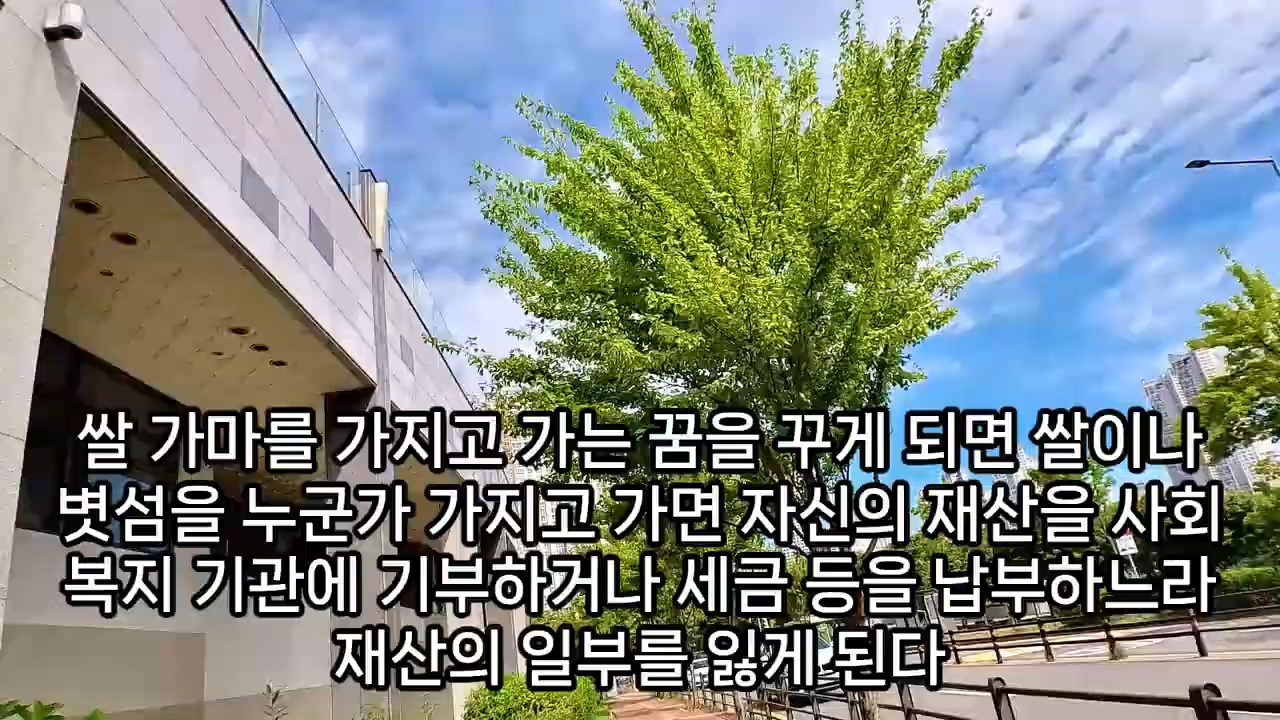 쌀 가마를 가지고 가는 꿈을 꾸게 되면 쌀이나
볏섬을 누군가 가지고 가면 자신의 재산을 사회
복지 기관에 기부하거나 세금 등을 납부하느라
재산의 일부를 잃게 된다